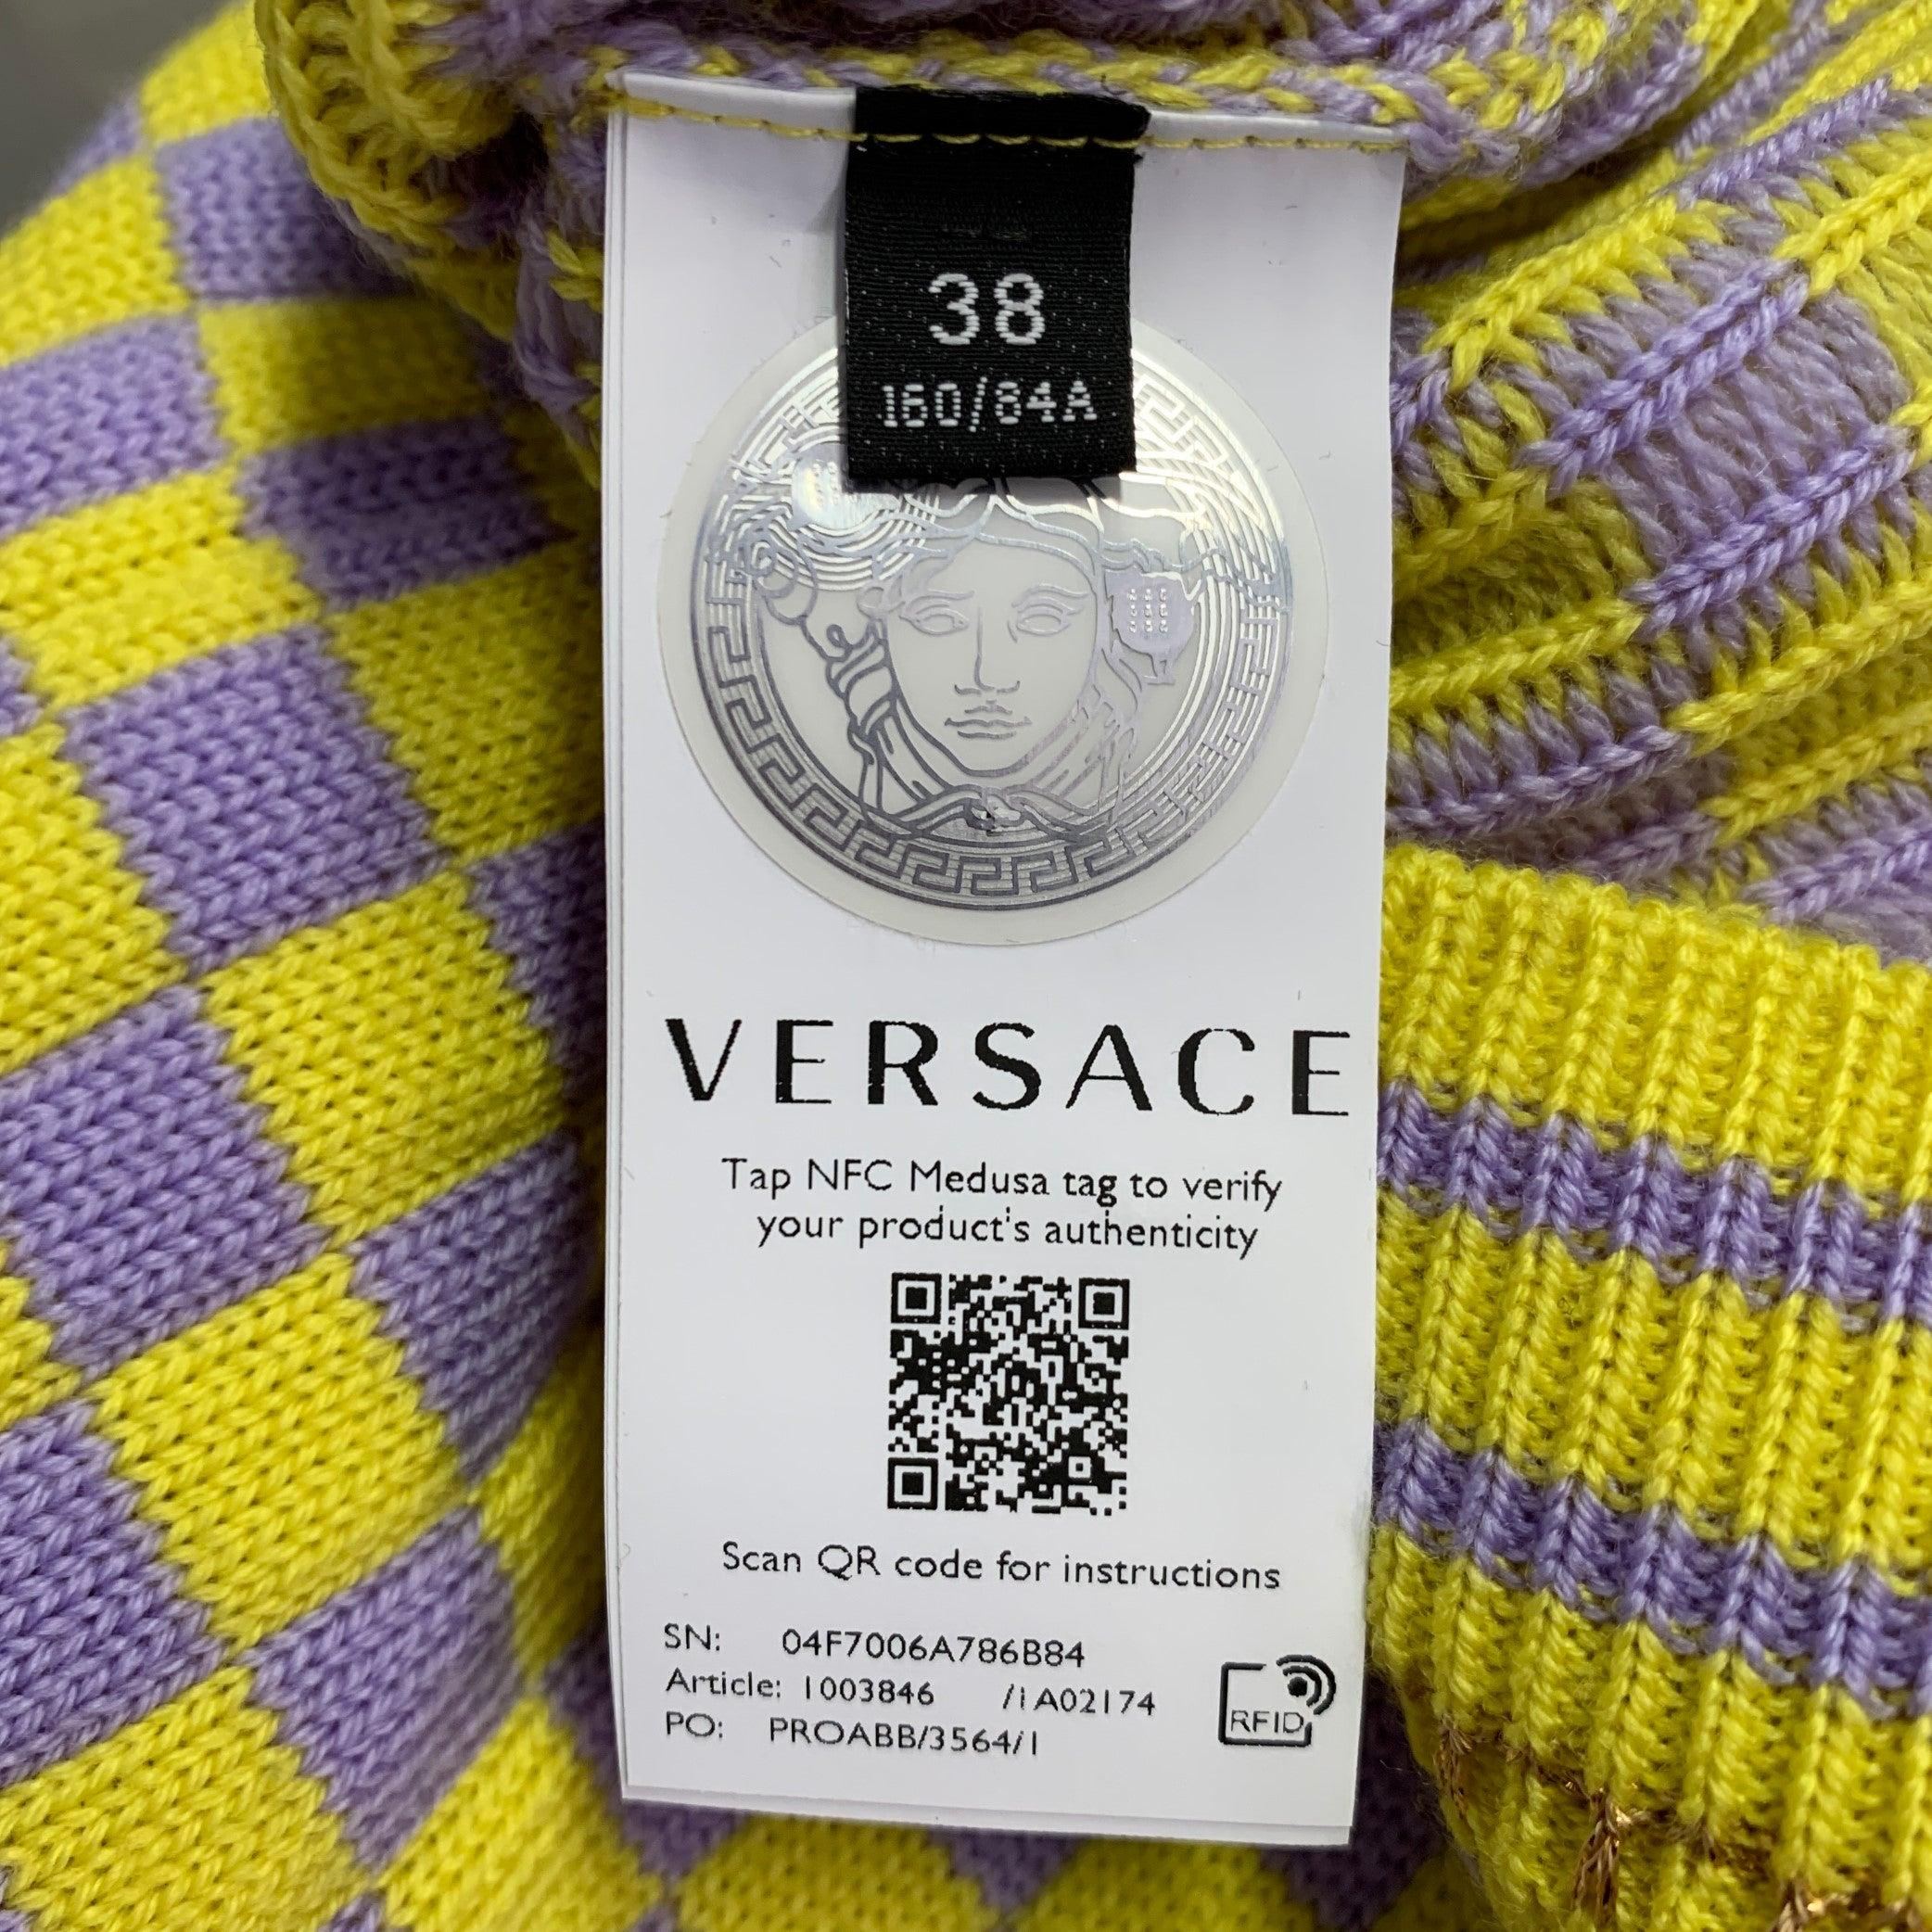 38
160/84A
VERSACE
Tap NFC Medusa tag to verify
your product's authenticity
Scan QR code for instructions
SN: 04F7006A786B84
Article: 1003846 /1A02174
PO: PROABB/3564/1
RFID